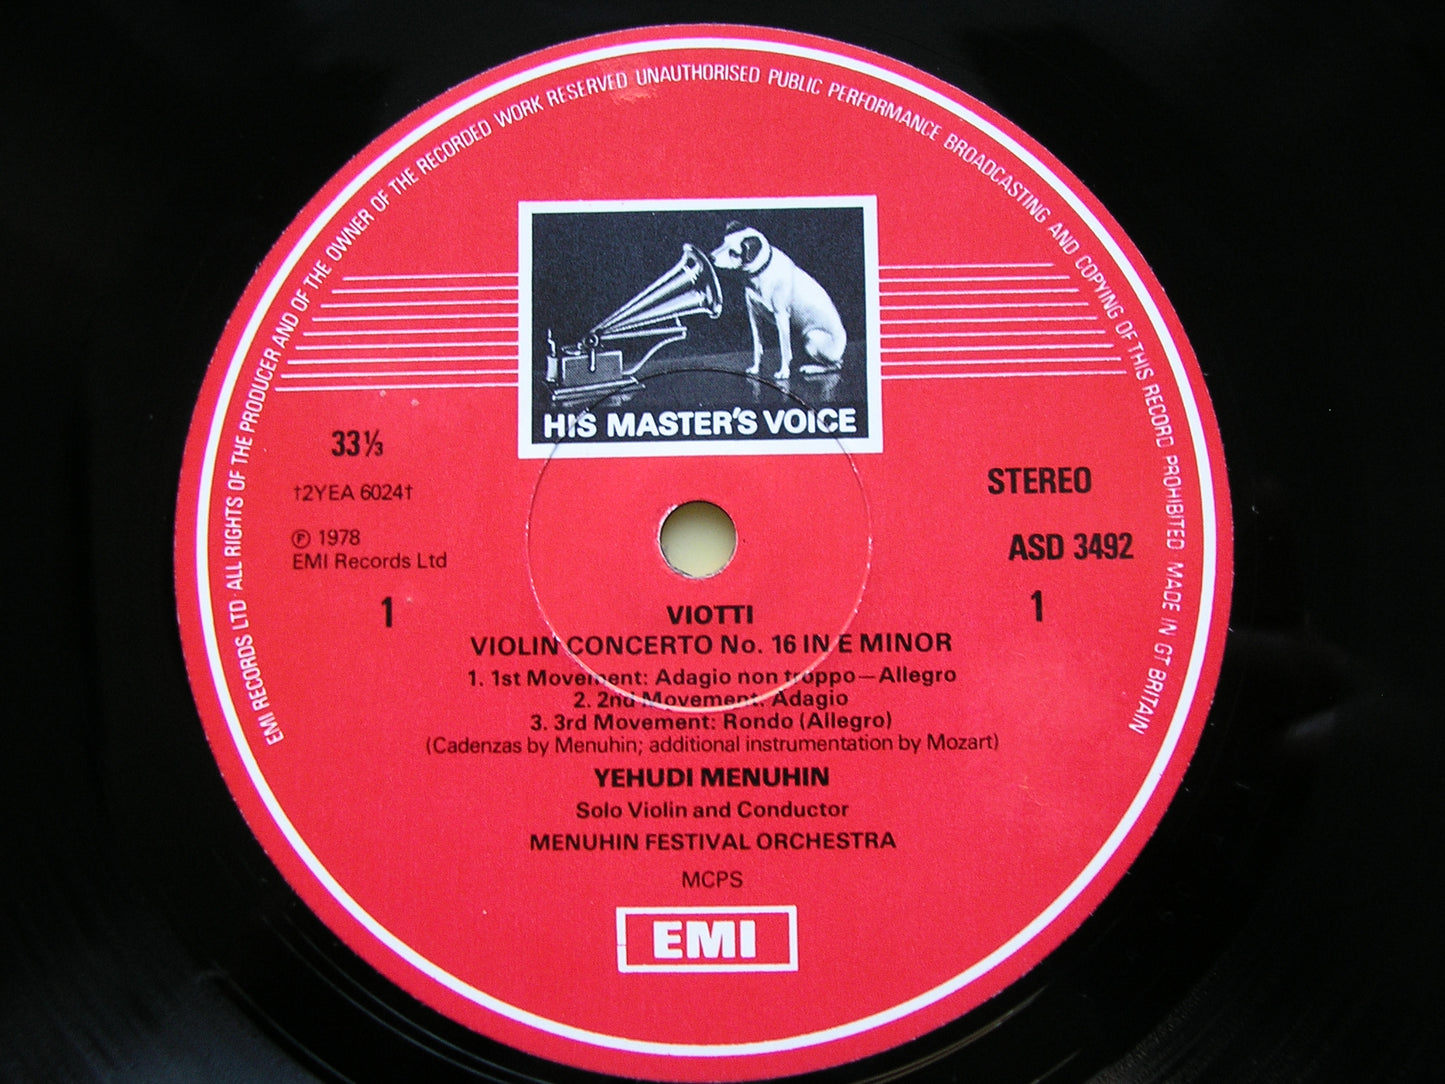 EMI RECORDS LTD · ALL RIGHTS OF THE PRODUCER AND OF THE OWNER OF THE RECORDED WORK RESERVED UNAUTHORISED PUBLIC PERFORMANCE BROADCASTING AND COPYING OF THIS RECORD PROHIBITED · MADE IN GT BRITAIN
HIS MASTER'S VOICE
33⅓
†2YEA 6024†
℗ 1978
EMI Records Ltd
1
STEREO
ASD 3492
1
VIOTTI
VIOLIN CONCERTO No. 16 IN E MINOR
1. 1st Movement: Adagio non troppo—Allegro
2. 2nd Movement: Adagio
3. 3rd Movement: Rondo (Allegro)
(Cadenzas by Menuhin; additional instrumentation by Mozart)
YEHUDI MENUHIN
Solo Violin and Conductor
MENUHIN FESTIVAL ORCHESTRA
MCPS
EMI